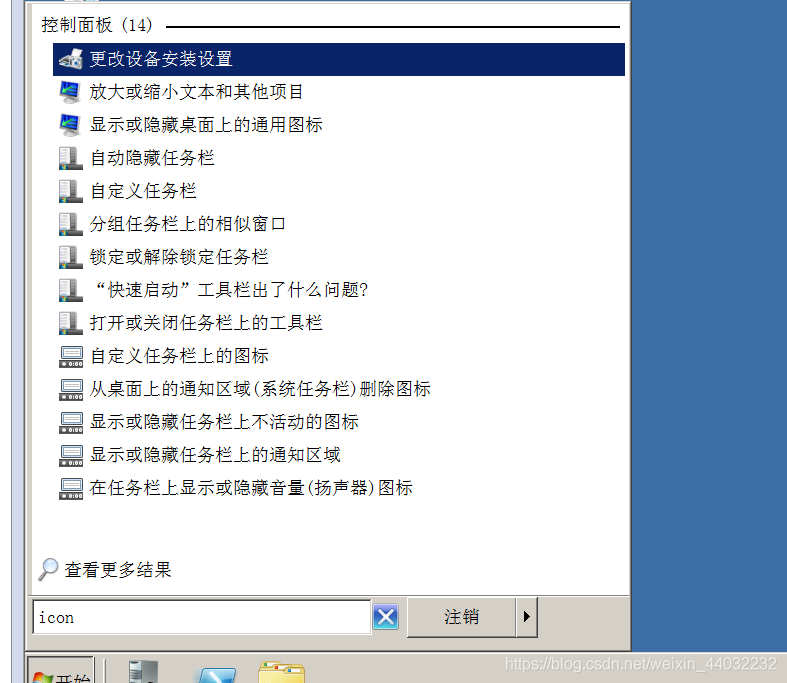 控制面板 (14)
更改设备安装设置
放大或缩小文本和其他项目
显示或隐藏桌面上的通用图标
自动隐藏任务栏
自定义任务栏
分组任务栏上的相似窗口
锁定或解除锁定任务栏
“快速启动”工具栏出了什么问题?
打开或关闭任务栏上的工具栏
自定义任务栏上的图标
从桌面上的通知区域(系统任务栏)删除图标
显示或隐藏任务栏上不活动的图标
显示或隐藏任务栏上的通知区域
在任务栏上显示或隐藏音量(扬声器)图标
查看更多结果
icon
注销
开始
https://blog.csdn.net/weixin_44032232